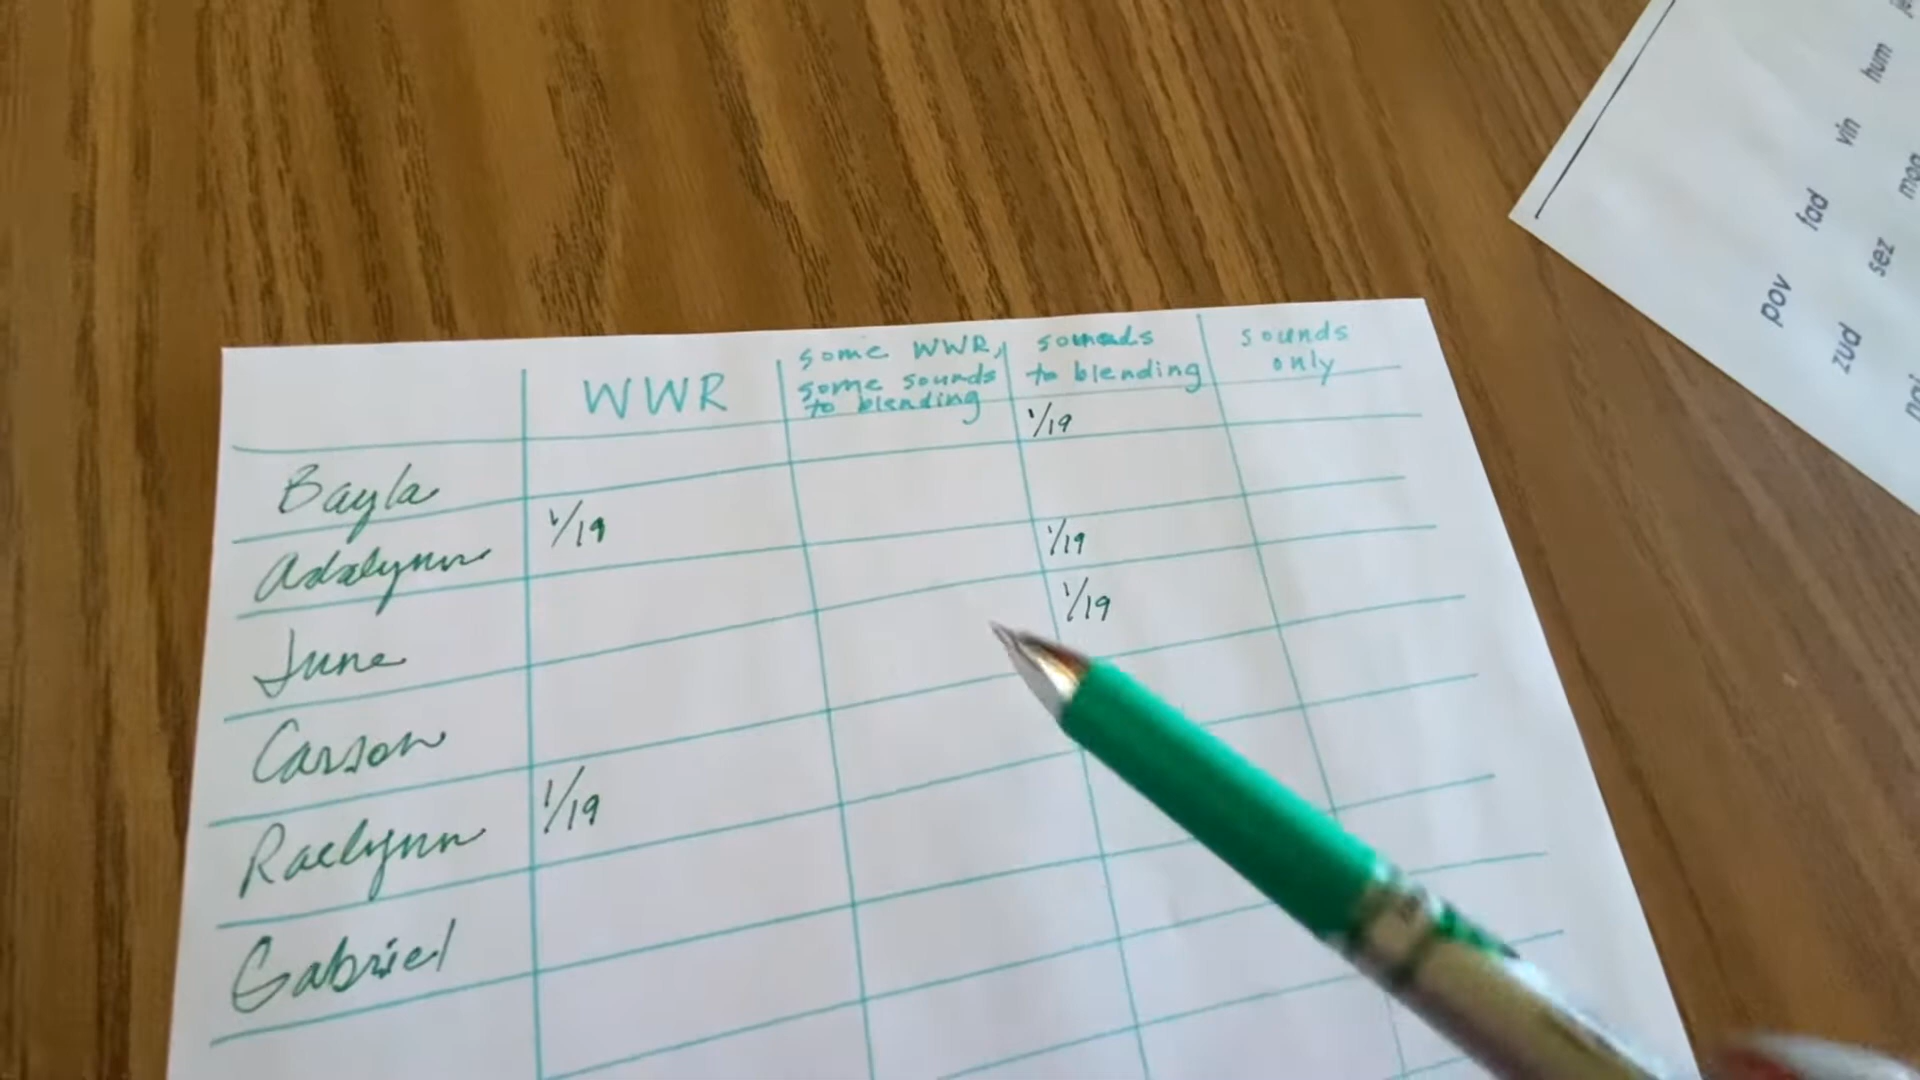 WWR
some WWR,
some sounds
to blending
sounds
to blending
sounds
only
Bayla 1/19
Adalynn 1/19
June 1/19
Carson 1/19
Raelynn 1/19
Gabriel
pov fad vin hum
zud sez